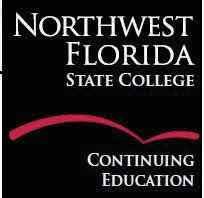 NORTHWEST
FLORIDA
STATE COLLEGE
CONTINUING
EDUCATION